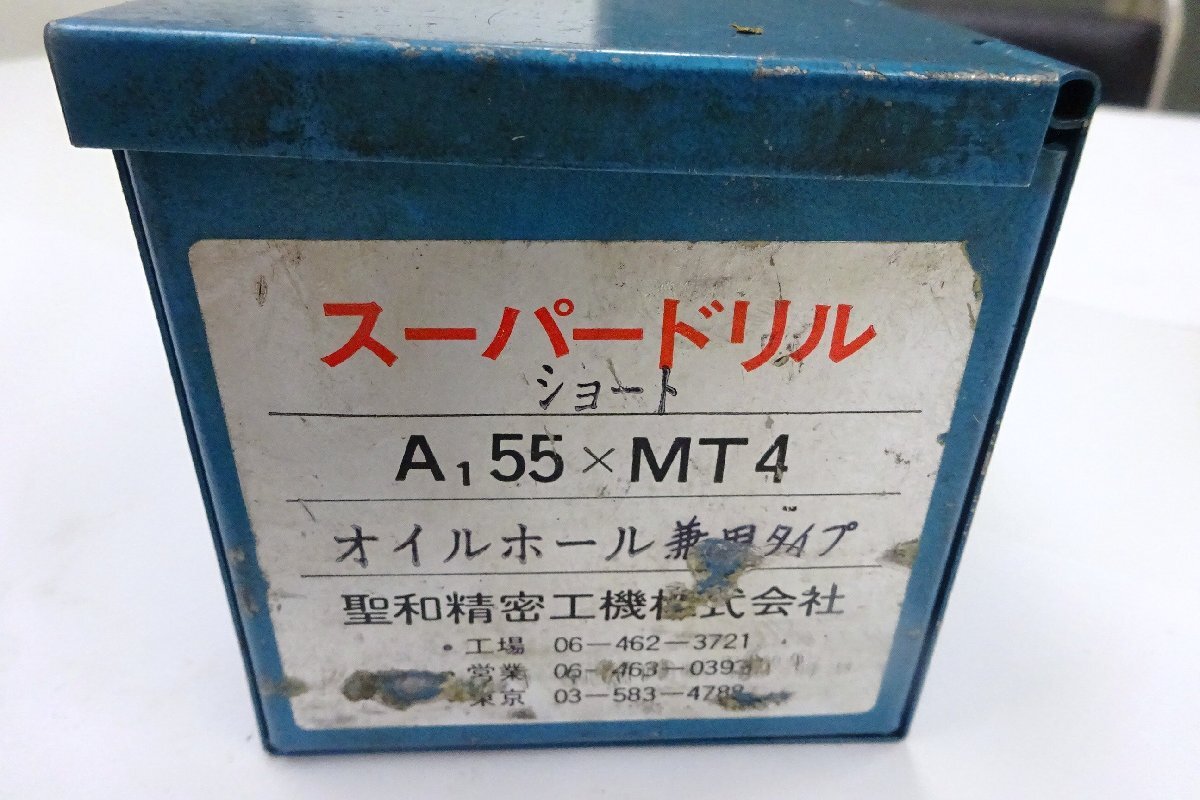 スーパードリル
ショート
A₁ 55×MT4
オイルホール兼用タイプ
聖和精密工機株式会社
・工場 06-462-3721
・営業 06-463-0393
東京 03-583-4788